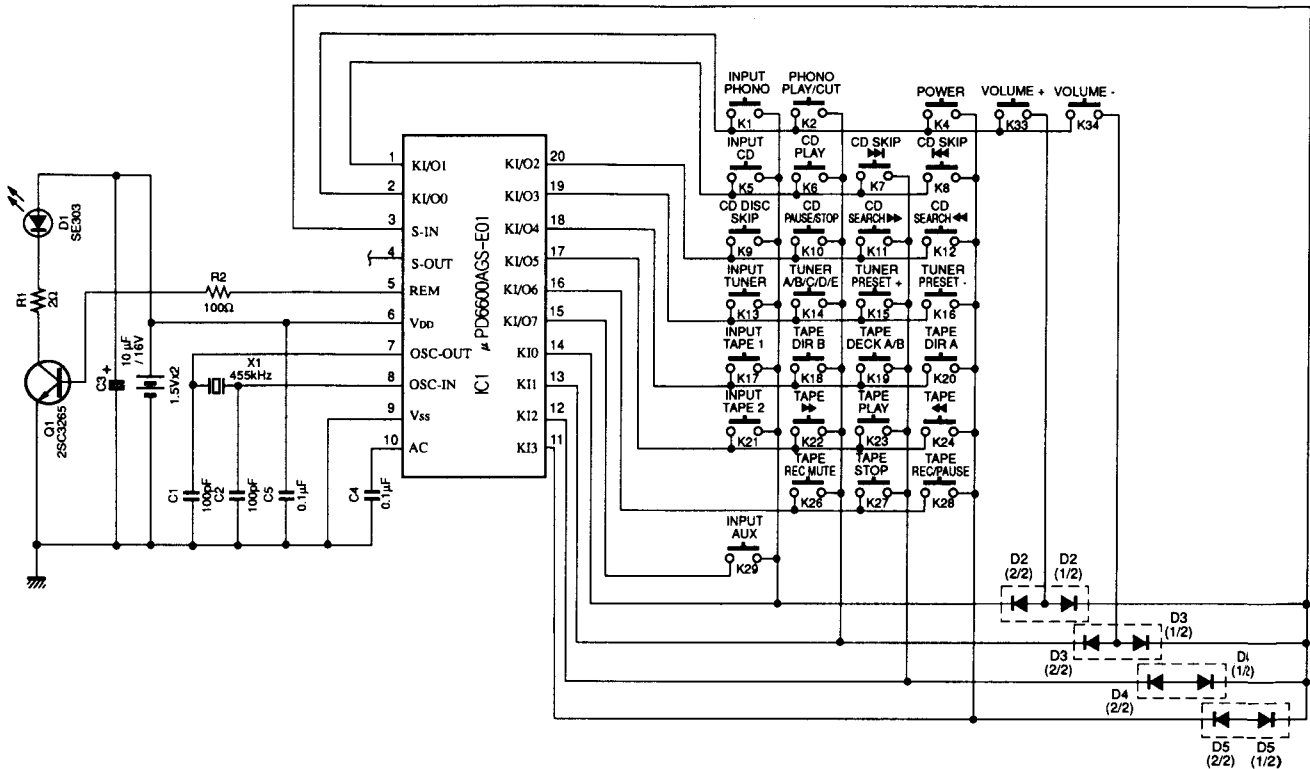 INPUT PHONO
PHONO PLAY/CUT
POWER
VOLUME +
VOLUME -
K1
K2
K4
K33
K34
INPUT CD
CD PLAY
CD SKIP ▶▶|
CD SKIP |◀◀
K5
K6
K7
K8
CD DISC SKIP
CD PAUSE/STOP
CD SEARCH ▶▶
CD SEARCH ◀◀
K9
K10
K11
K12
INPUT TUNER
TUNER A/B/C/D/E
TUNER PRESET +
TUNER PRESET -
K13
K14
K15
K16
INPUT TAPE 1
TAPE DIR B
TAPE DECK A/B
TAPE DIR A
K17
K18
K19
K20
INPUT TAPE 2
TAPE ▶▶
TAPE PLAY
TAPE ◀◀
K21
K22
K23
K24
TAPE REC MUTE
TAPE STOP
TAPE REC/PAUSE
K26
K27
K28
INPUT AUX
K29
1 KI/O1
2 KI/O0
3 S-IN
4 S-OUT
5 REM
6 VDD
7 OSC-OUT
8 OSC-IN
9 Vss
10 AC
KI/O2 20
KI/O3 19
KI/O4 18
KI/O5 17
KI/O6 16
KI/O7 15
KI0 14
KI1 13
KI2 12
KI3 11
IC1
μ PD6600AGS-E01
D1
SE303
R1
2Ω
Q1
2SC3265
C3 +
10 μF / 16V
1.5Vx2
R2
100Ω
X1
455kHz
C1
100pF
C2
100pF
C5
0.1μF
C4
0.1μF
D2 (2/2)
D2 (1/2)
D3 (2/2)
D3 (1/2)
D4 (2/2)
(1/2)
D5 (2/2)
D5 (1/2)